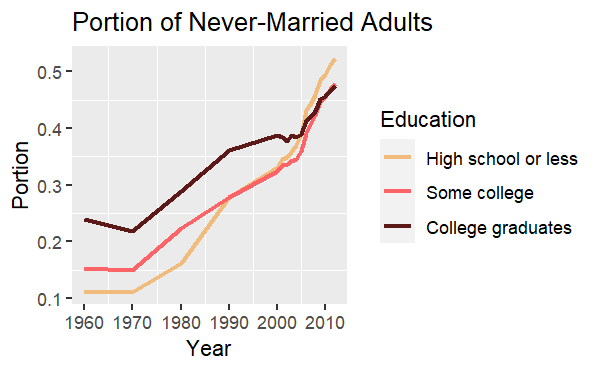 Portion of Never-Married Adults
0.5
0.4
0.3
0.2
0.1
Portion
1960 1970 1980 1990 2000 2010
Year
Education
High school or less
Some college
College graduates